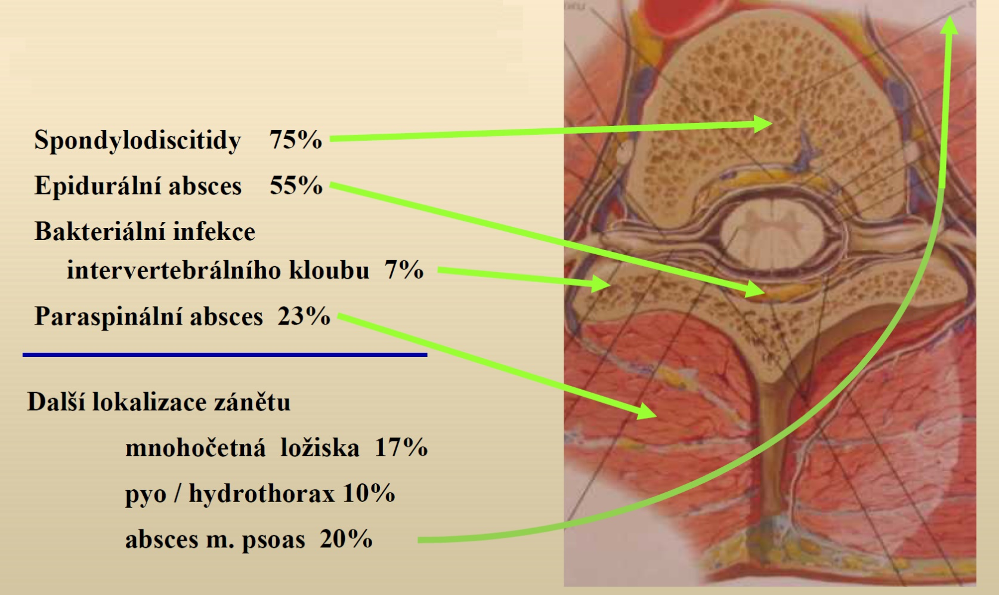 Spondylodiscitidy 75%
Epidurální absces 55%
Bakteriální infekce
intervertebrálního kloubu 7%
Paraspinální absces 23%
Další lokalizace zánětu
mnohočetná ložiska 17%
pyo / hydrothorax 10%
absces m. psoas 20%